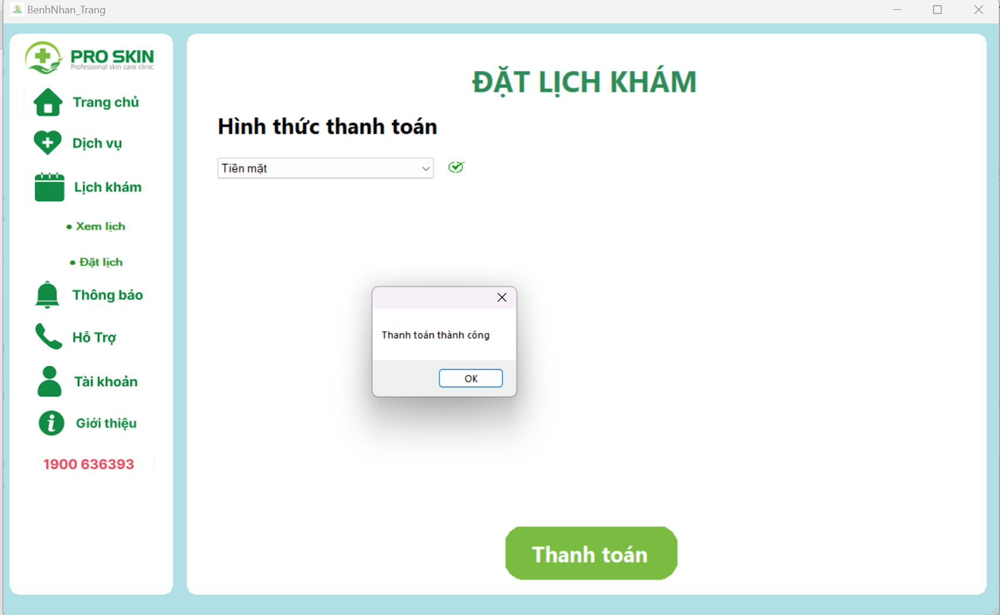 BenhNhan_Trang
PRO SKIN
Professional skin care clinic
Trang chủ
Dịch vụ
Lịch khám
• Xem lịch
• Đặt lịch
Thông báo
Hỗ Trợ
Tài khoản
Giới thiệu
1900 636393
ĐẶT LỊCH KHÁM
Hình thức thanh toán
Tiền mặt
Thanh toán thành công
OK
Thanh toán